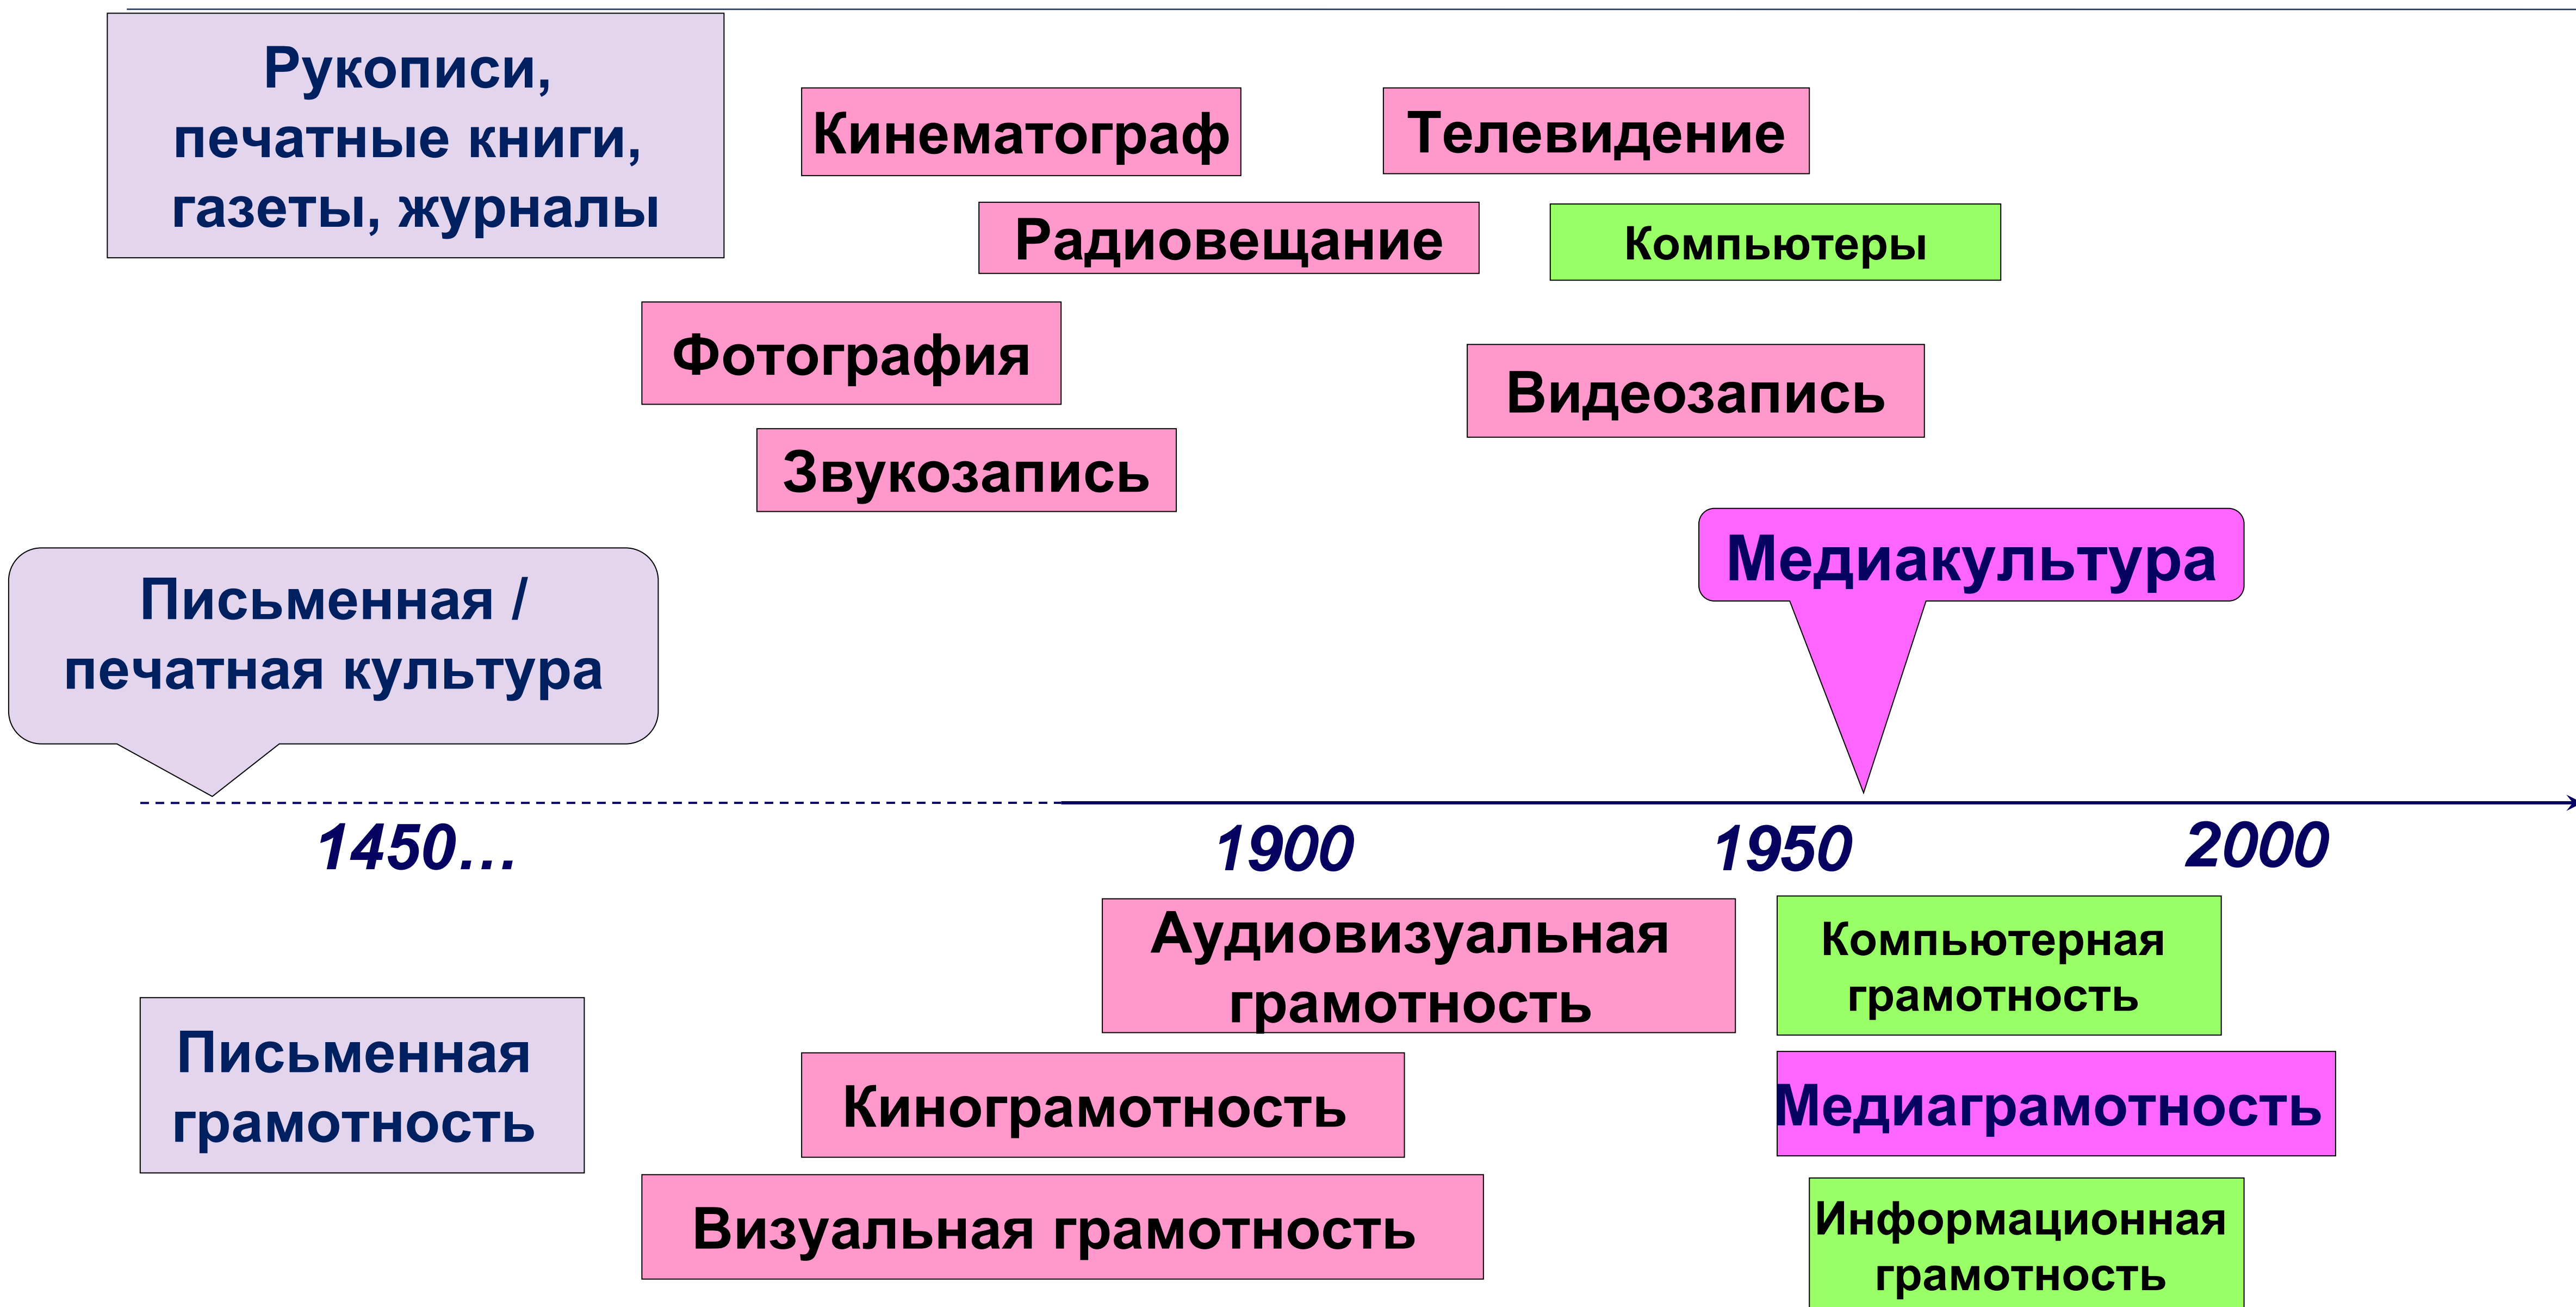 Рукописи,
печатные книги,
газеты, журналы
Кинематограф
Телевидение
Радиовещание
Компьютеры
Фотография
Видеозапись
Звукозапись
Медиакультура
Письменная /
печатная культура
1450...
1900
1950
2000
Аудиовизуальная
грамотность
Компьютерная
грамотность
Письменная
грамотность
Кинограмотность
Медиаграмотность
Визуальная грамотность
Информационная
грамотность